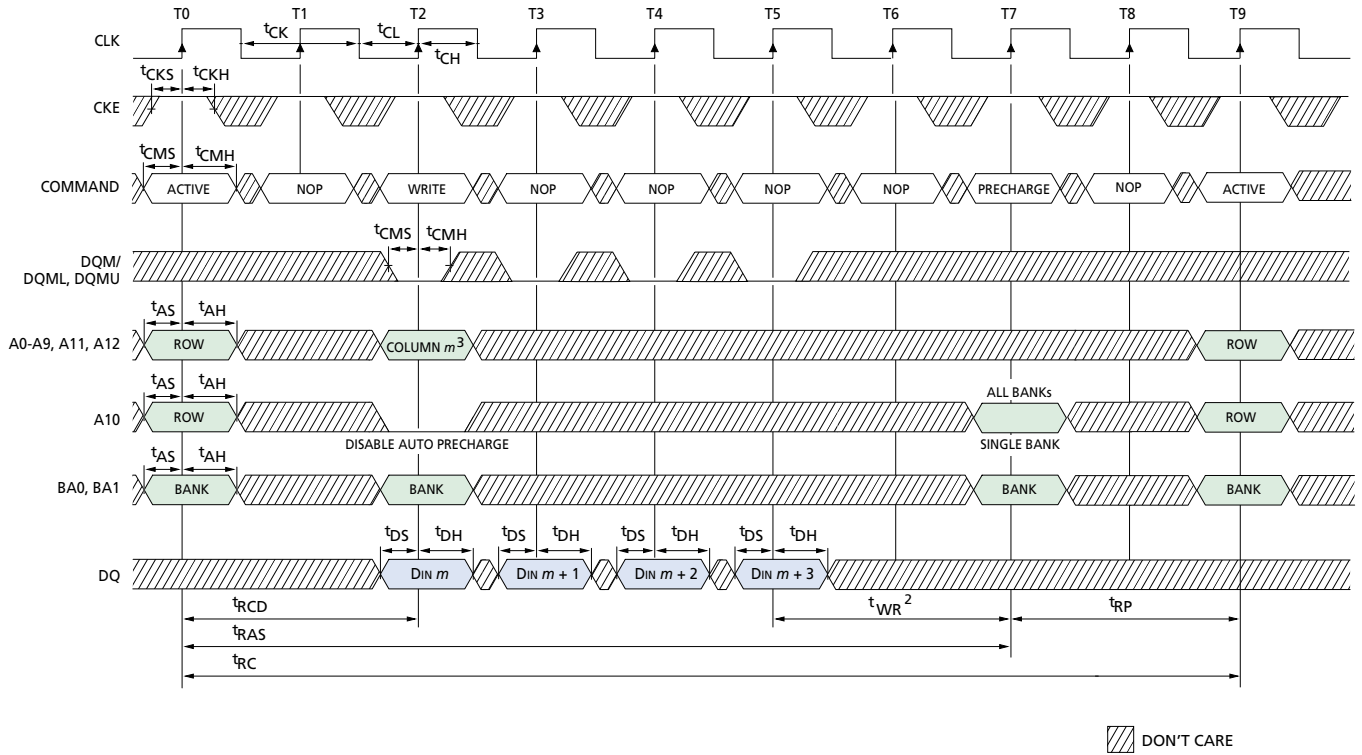 T0 T1 T2 T3 T4 T5 T6 T7 T8 T9
CLK
tCK tCL
tCH
tCKS tCKH
CKE
tCMS tCMH
COMMAND ACTIVE NOP WRITE NOP NOP NOP NOP PRECHARGE NOP ACTIVE
tCMS tCMH
DQM/
DQML, DQMU
tAS tAH
A0-A9, A11, A12 ROW COLUMN m3 ROW
tAS tAH
ALL BANKs
A10 ROW ROW
DISABLE AUTO PRECHARGE SINGLE BANK
tAS tAH
BA0, BA1 BANK BANK BANK BANK
tDS tDH tDS tDH tDS tDH tDS tDH
DQ DIN m DIN m + 1 DIN m + 2 DIN m + 3
tRCD tWR2 tRP
tRAS
tRC
DON'T CARE